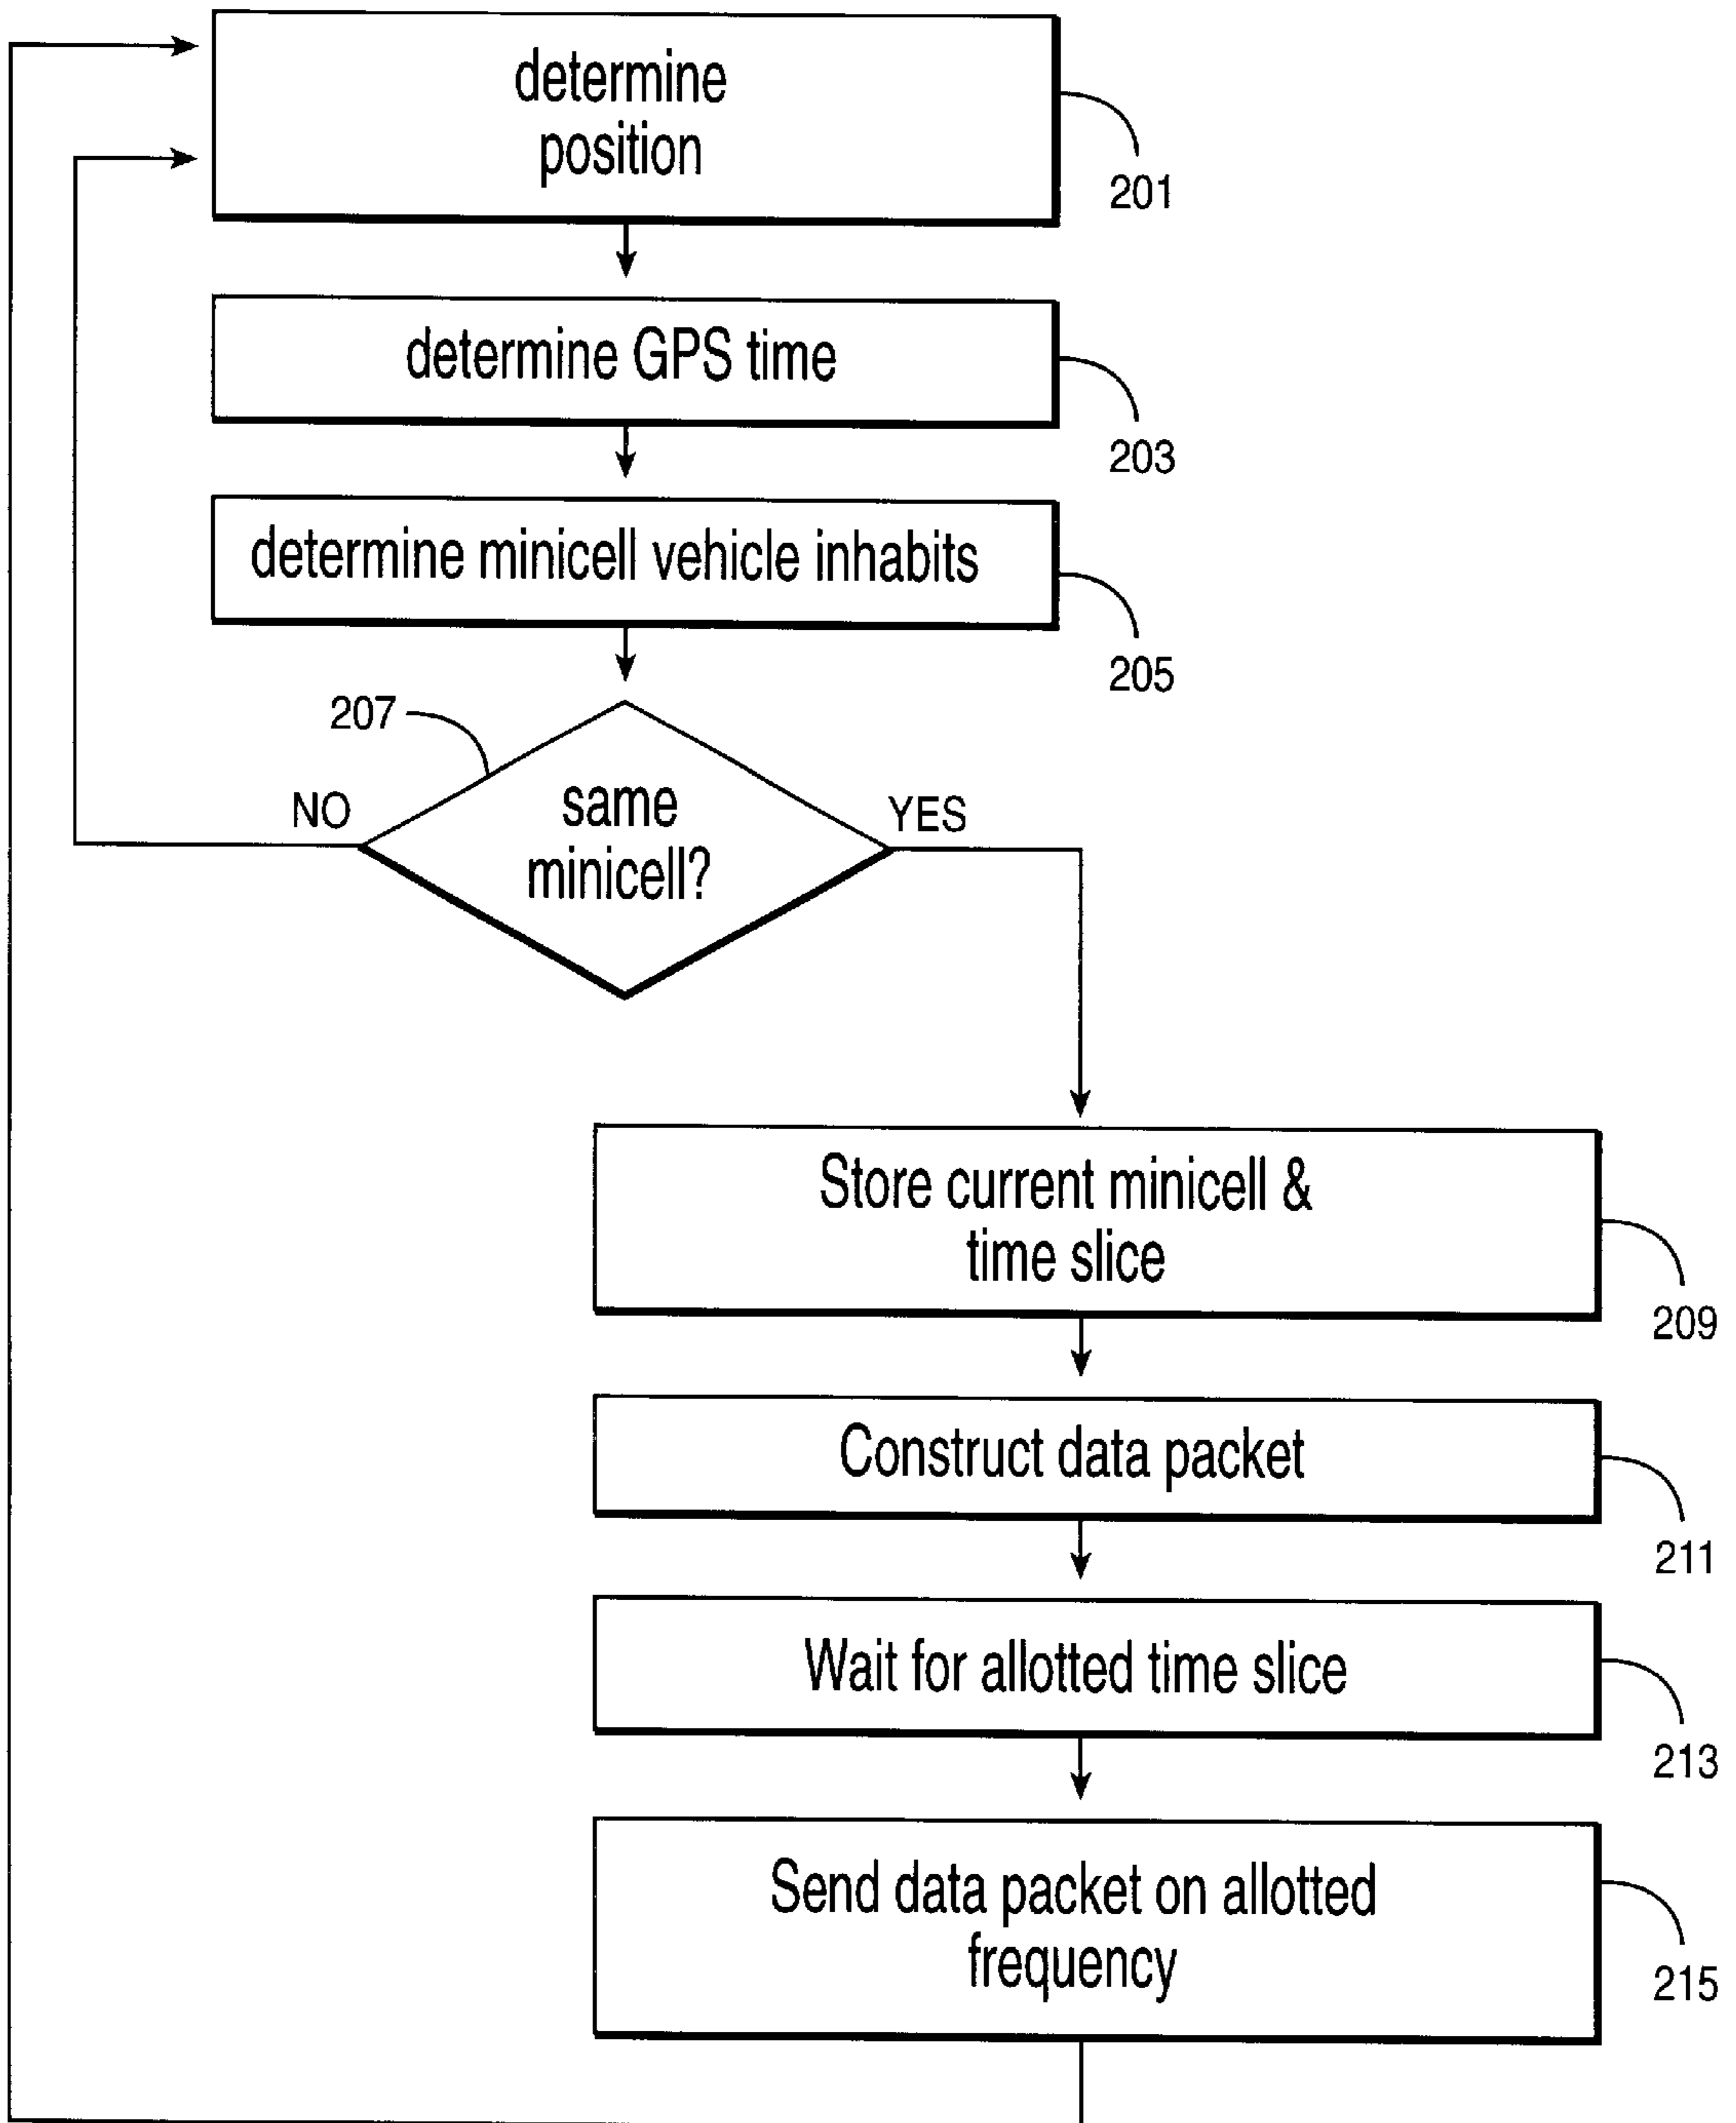 determine
position
201
determine GPS time
203
determine minicell vehicle inhabits
205
207
NO
same
minicell?
YES
Store current minicell &
time slice
209
Construct data packet
211
Wait for allotted time slice
213
Send data packet on allotted
frequency
215